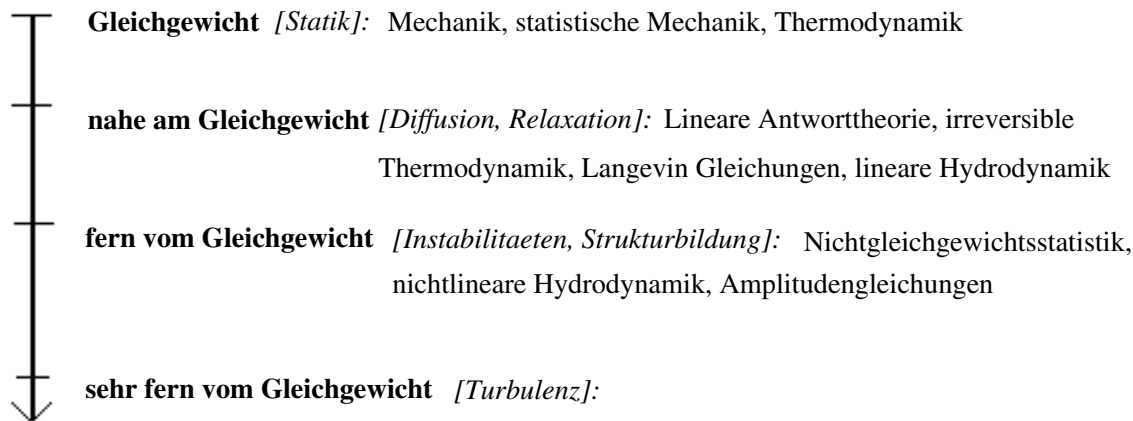 Gleichgewicht [Statik]: Mechanik, statistische Mechanik, Thermodynamik
nahe am Gleichgewicht [Diffusion, Relaxation]: Lineare Antworttheorie, irreversible
Thermodynamik, Langevin Gleichungen, lineare Hydrodynamik
fern vom Gleichgewicht [Instabilitaeten, Strukturbildung]: Nichtgleichgewichtsstatistik,
nichtlineare Hydrodynamik, Amplitudengleichungen
sehr fern vom Gleichgewicht [Turbulenz]: